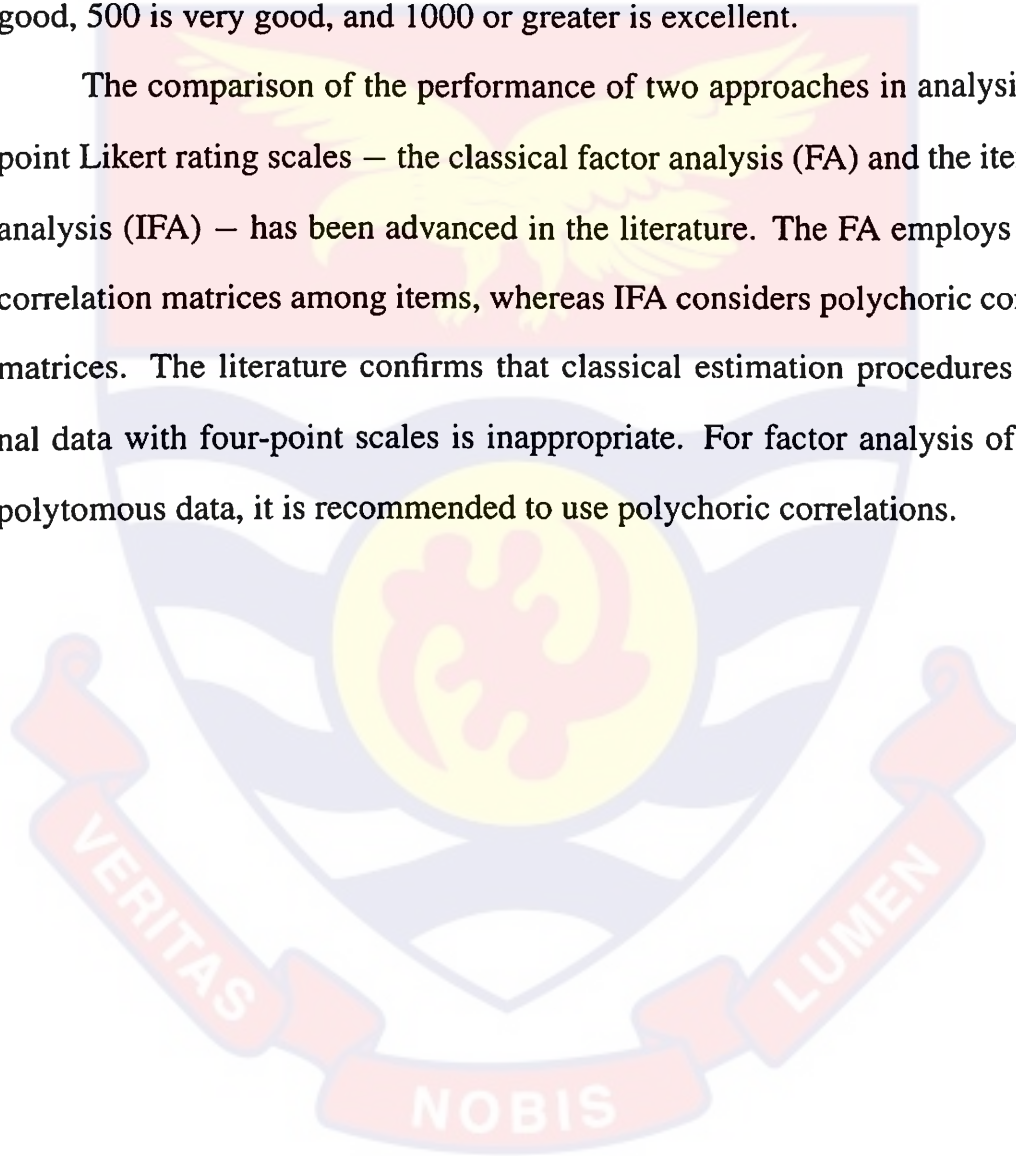 good, 500 is very good, and 1000 or greater is excellent.
The comparison of the performance of two approaches in analysi
point Likert rating scales – the classical factor analysis (FA) and the ite
analysis (IFA) – has been advanced in the literature. The FA employs
correlation matrices among items, whereas IFA considers polychoric co
matrices. The literature confirms that classical estimation procedures
nal data with four-point scales is inappropriate. For factor analysis of
polytomous data, it is recommended to use polychoric correlations.
VERITAS
NOBIS
LUMEN